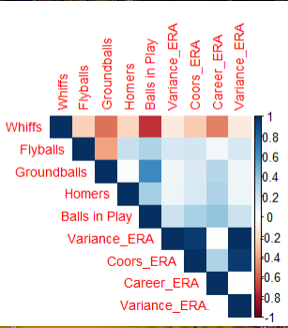 Whiffs
Flyballs
Groundballs
Homers
Balls in Play
Variance_ERA
Coors_ERA
Career_ERA
Variance_ERA
Whiffs
Flyballs
Groundballs
Homers
Balls in Play
Variance_ERA
Coors_ERA
Career_ERA
Variance_ERA.
1
0.8
0.6
0.4
0.2
0
-0.2
-0.4
-0.6
-0.8
-1